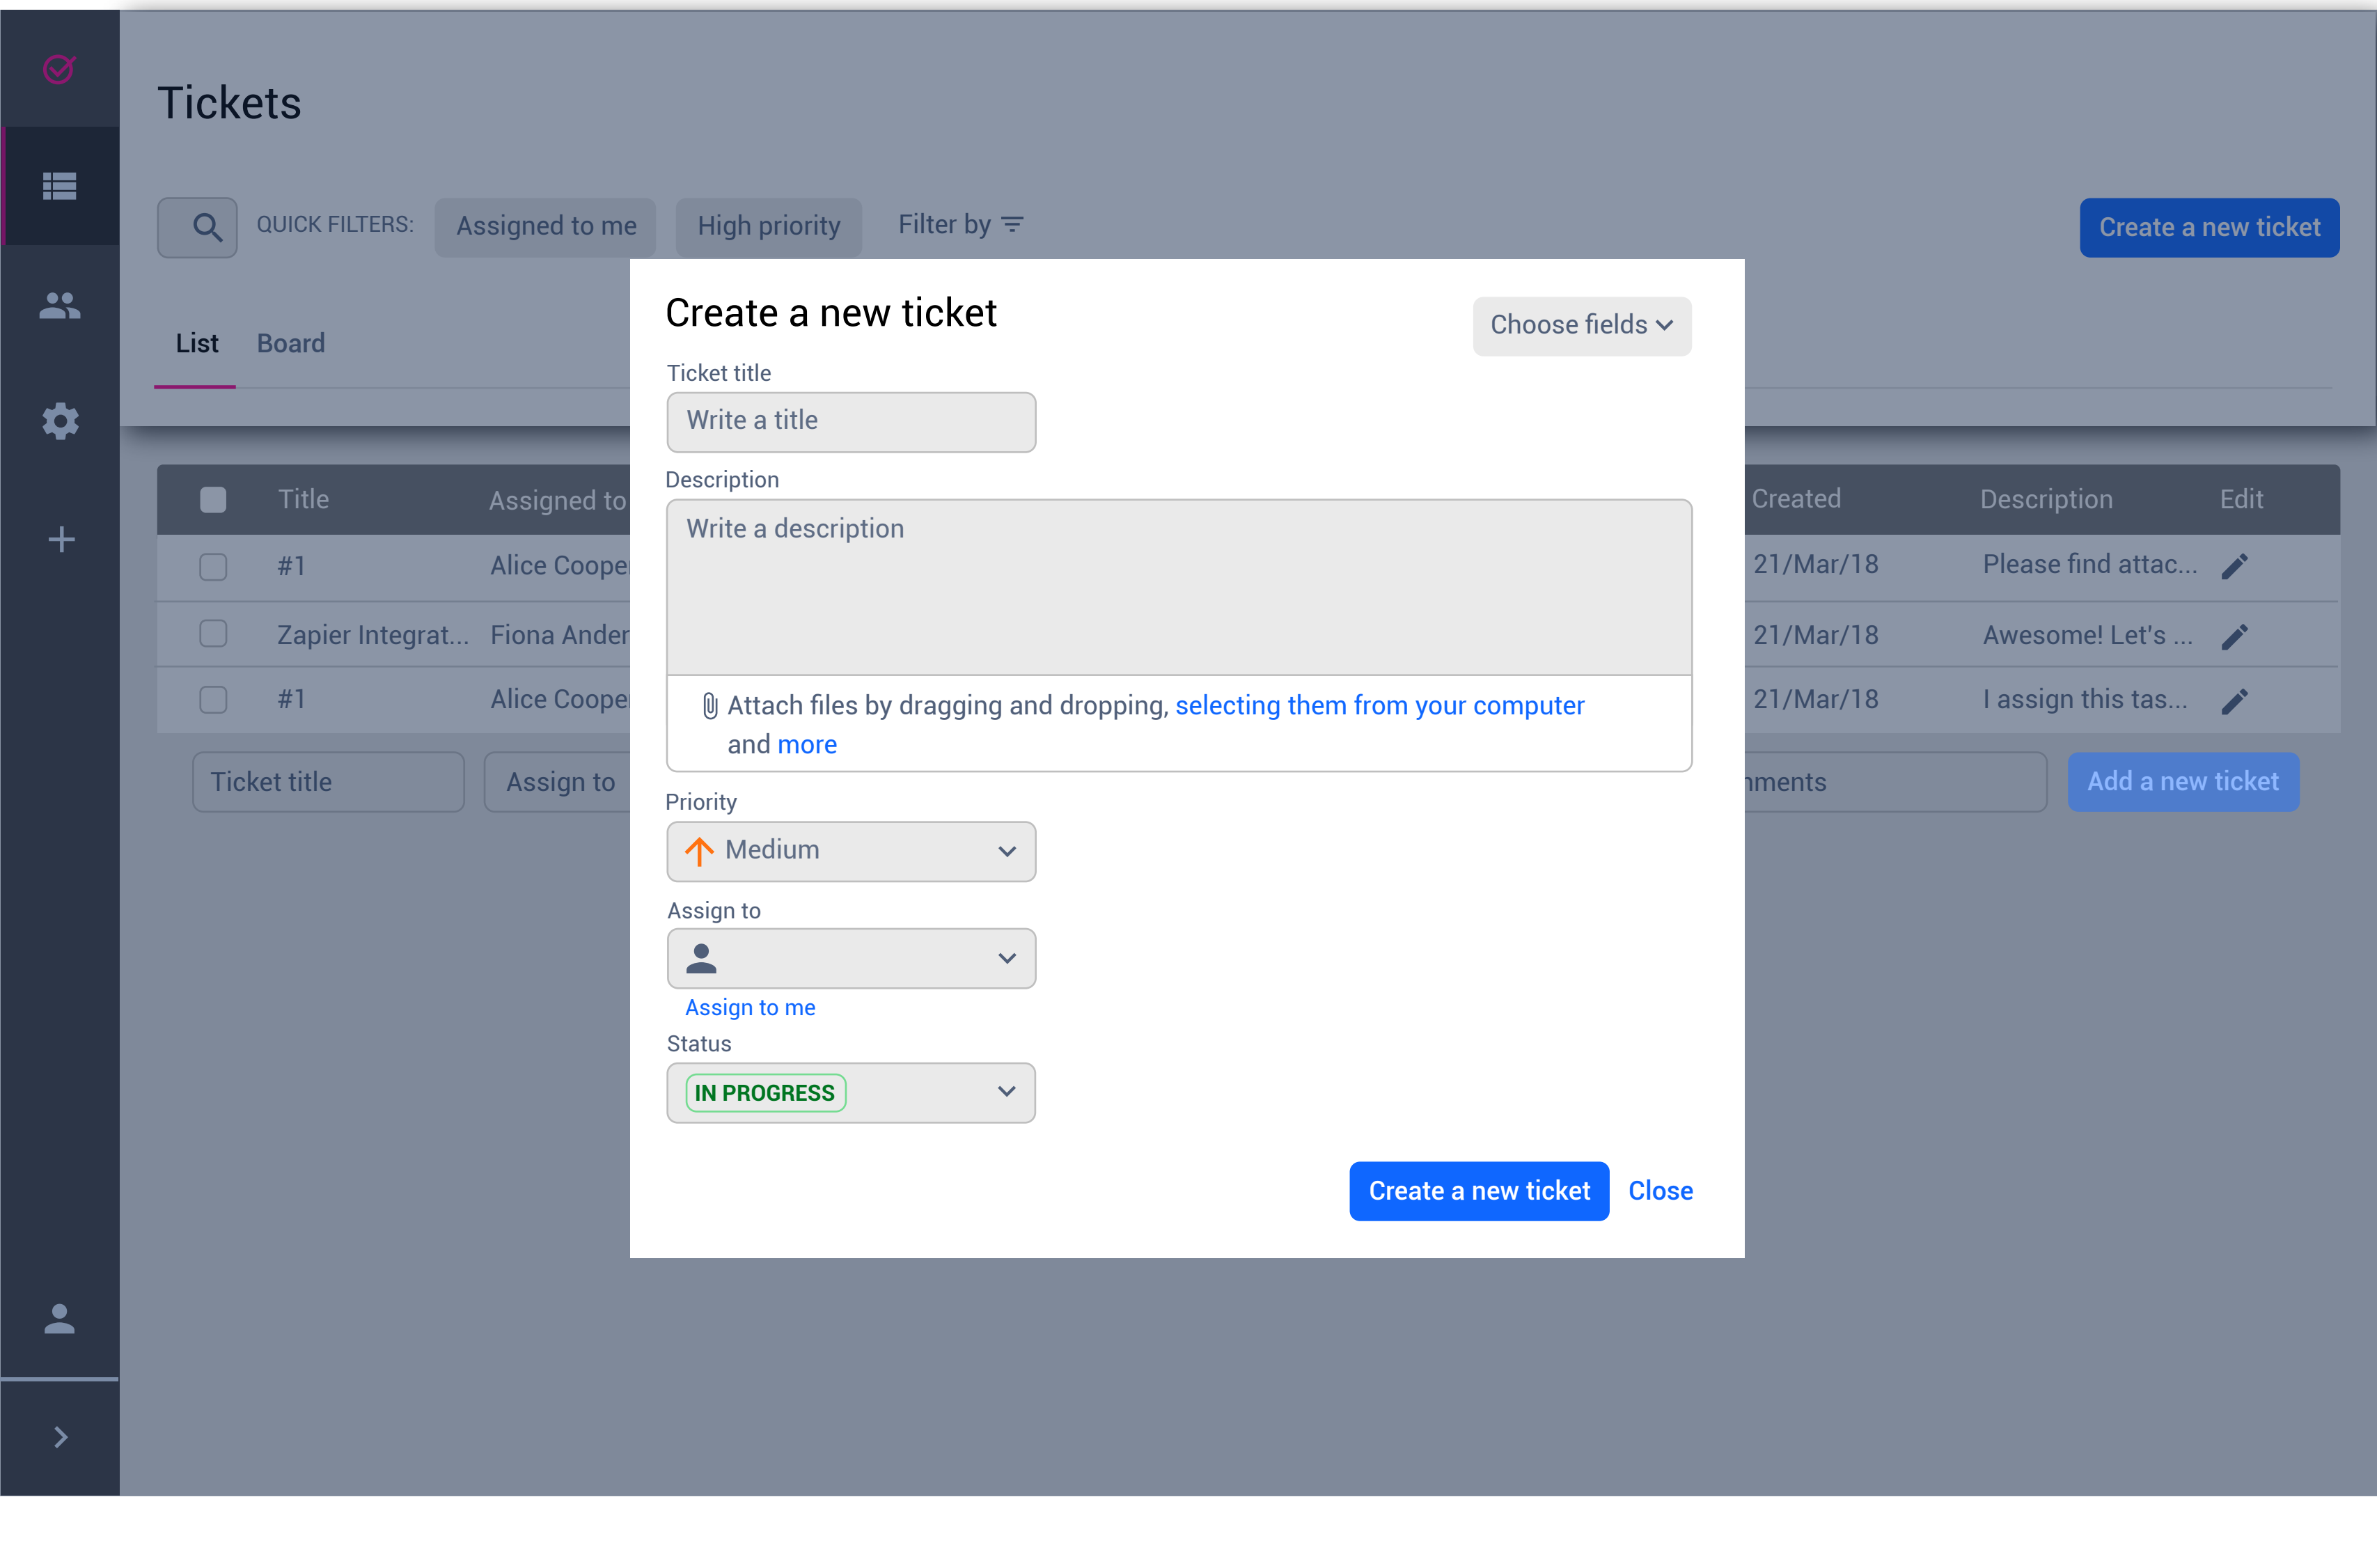 Tickets
QUICK FILTERS: Assigned to me High priority Filter by Create a new ticket
List Board
Create a new ticket Choose fields
Ticket title
Write a title
Description
Write a description
Attach files by dragging and dropping, selecting them from your computer
and more
Priority
Medium
Assign to
Assign to me
Status
IN PROGRESS
Create a new ticket Close
Title Assigned to Created Description Edit
#1 Alice Cooper 21/Mar/18 Please find attac...
Zapier Integrat... Fiona Ander 21/Mar/18 Awesome! Let's ...
#1 Alice Cooper 21/Mar/18 I assign this tas...
Ticket title Assign to mments Add a new ticket